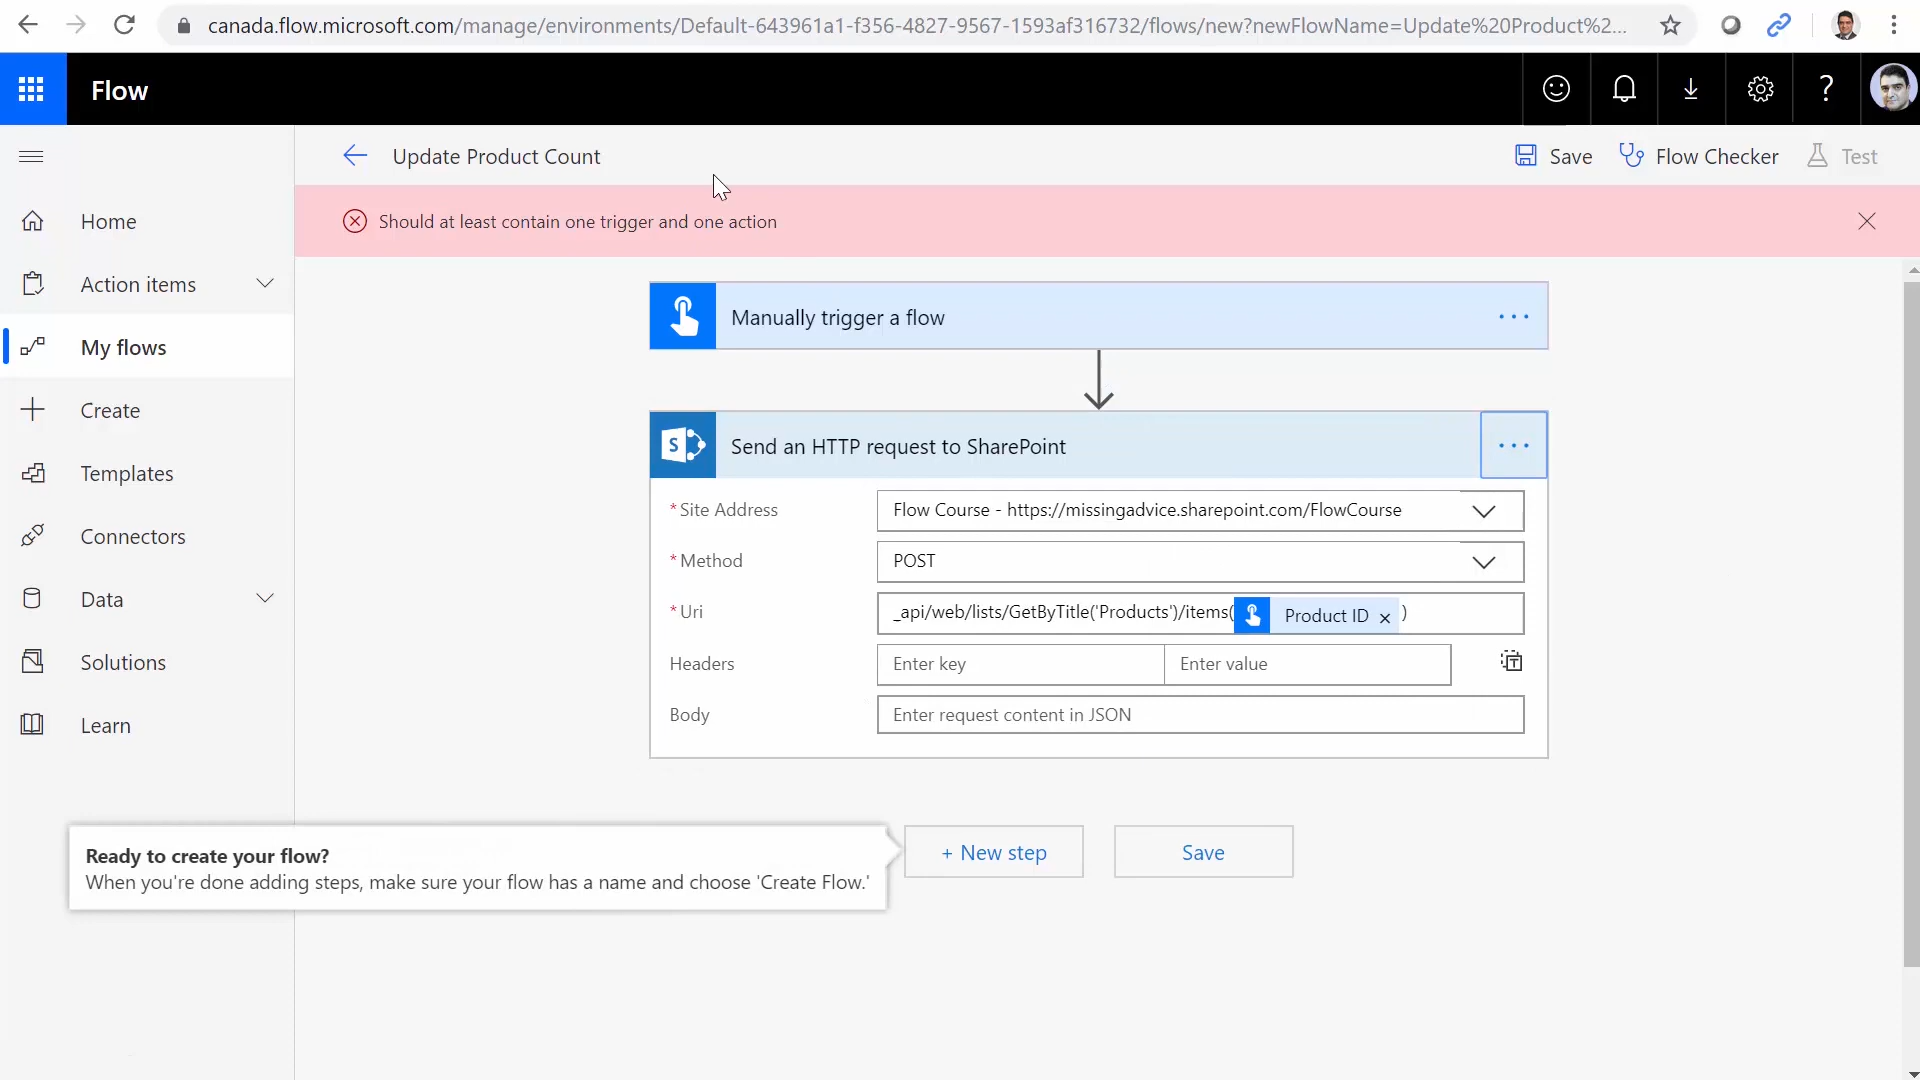 canada.flow.microsoft.com/manage/environments/Default-643961a1-f356-4827-9567-1593af316732/flows/new?newFlowName=Update%20Product%2...
Flow
?
Update Product Count
Save
Flow Checker
Test
Should at least contain one trigger and one action
Home
Action items
My flows
Create
Templates
Connectors
Data
Solutions
Learn
Manually trigger a flow
...
S
Send an HTTP request to SharePoint
...
* Site Address
Flow Course - https://missingadvice.sharepoint.com/FlowCourse
* Method
POST
* Uri
_api/web/lists/GetByTitle('Products')/items( Product ID × )
Headers
Enter key
Enter value
T
Body
Enter request content in JSON
Ready to create your flow?
When you're done adding steps, make sure your flow has a name and choose 'Create Flow.'
+ New step
Save